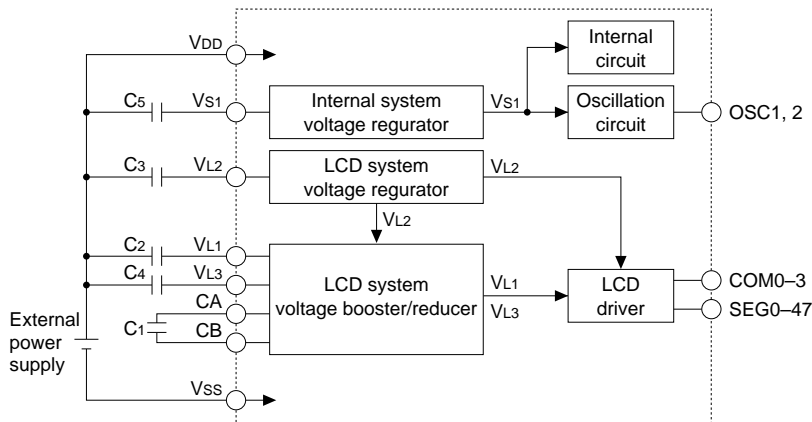 VDD
Internal
circuit
C5
VS1
Internal system
voltage regurator
VS1
Oscillation
circuit
OSC1, 2
C3
VL2
LCD system
voltage regurator
VL2
VL2
C2
VL1
C4
VL3
CA
C1
CB
LCD system
voltage booster/reducer
VL1
VL3
LCD
driver
COM0–3
SEG0–47
External
power
supply
VSS